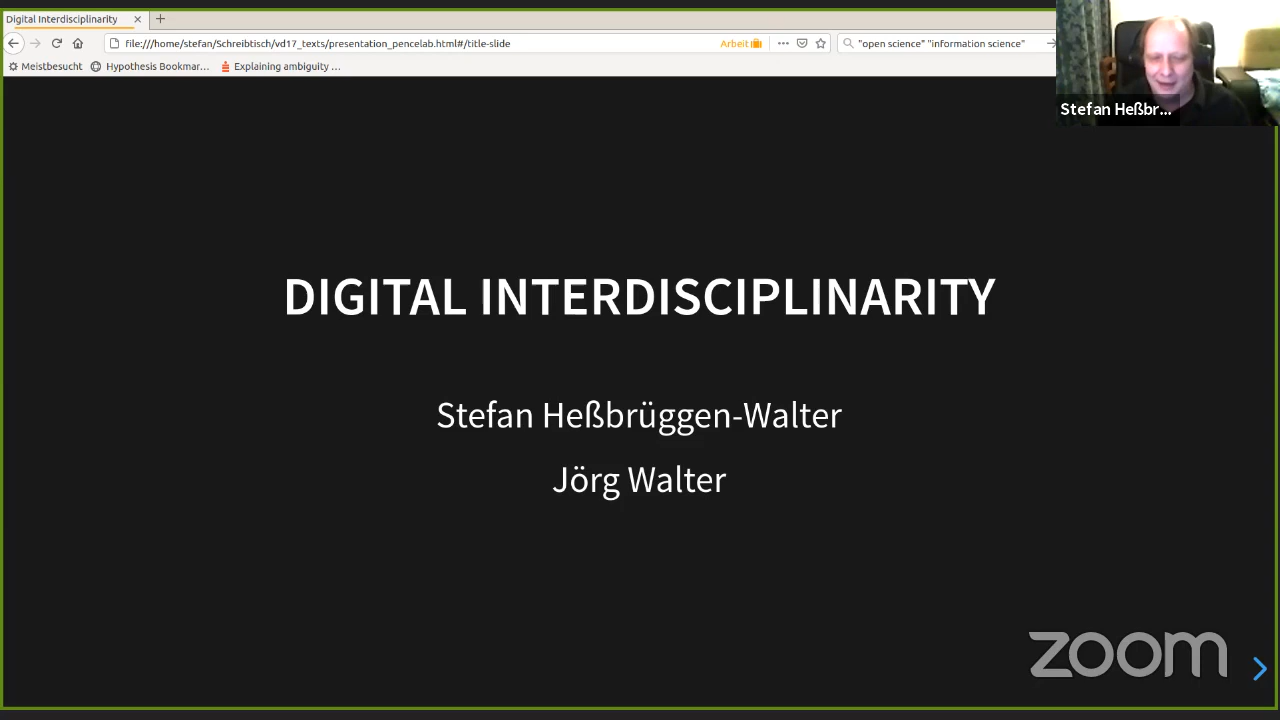 Digital Interdisciplinarity
file:///home/stefan/Schreibtisch/vd17_texts/presentation_pencelab.html#/title-slide
Arbeit
"open science" "information science"
Meistbesucht
Hypothesis Bookmar…
Explaining ambiguity …
Stefan Heßbr...
DIGITAL INTERDISCIPLINARITY
Stefan Heßbrüggen-Walter
Jörg Walter
zoom